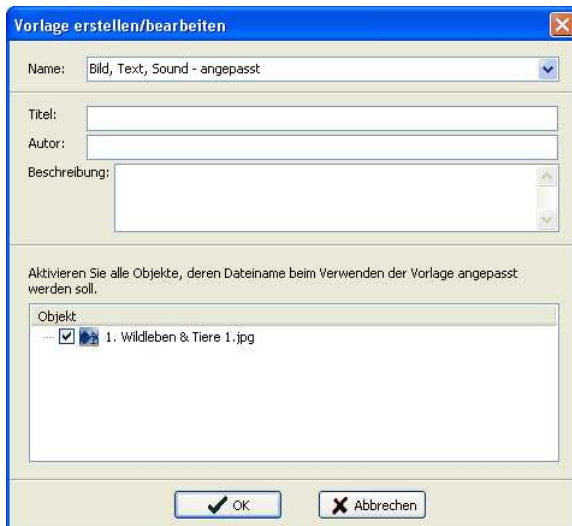 Vorlage erstellen/bearbeiten
Name: Bild, Text, Sound - angepasst
Titel:
Autor:
Beschreibung:
Aktivieren Sie alle Objekte, deren Dateiname beim Verwenden der Vorlage angepasst
werden soll.
Objekt
1. Wildleben & Tiere 1.jpg
OK Abbrechen